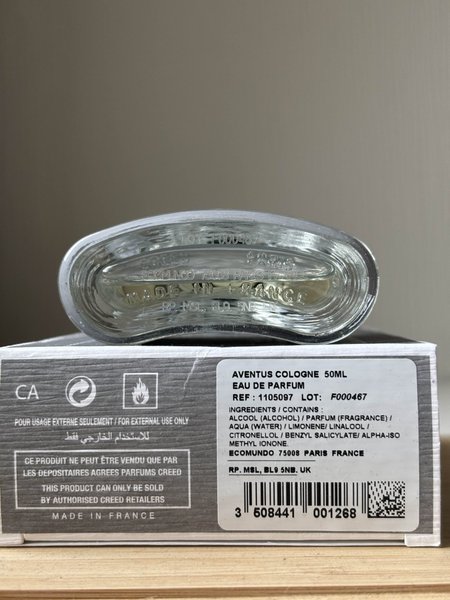 MADE IN FRANCE
RP. MSL, BL9 5N
CA
POUR USAGE EXTERNE SEULEMENT / FOR EXTERNAL USE ONLY
للاستخدام الخارجي فقط
CE PRODUIT NE PEUT ÊTRE VENDU QUE PAR
LES DEPOSITAIRES AGREES PARFUMS CREED
THIS PRODUCT CAN ONLY BE SOLD
BY AUTHORISED CREED RETAILERS
MADE IN FRANCE
AVENTUS COLOGNE 50ML
EAU DE PARFUM
REF : 1105097 LOT: F000467
INGREDIENTS / CONTAINS :
ALCOOL (ALCOHOL) / PARFUM (FRAGRANCE) /
AQUA (WATER) / LIMONENE/ LINALOOL /
CITRONELLOL / BENZYL SALICYLATE/ ALPHA-ISO
METHYL IONONE.
ECOMUNDO 75008 PARIS FRANCE
RP. MSL, BL9 5NB, UK
3 508441 001268